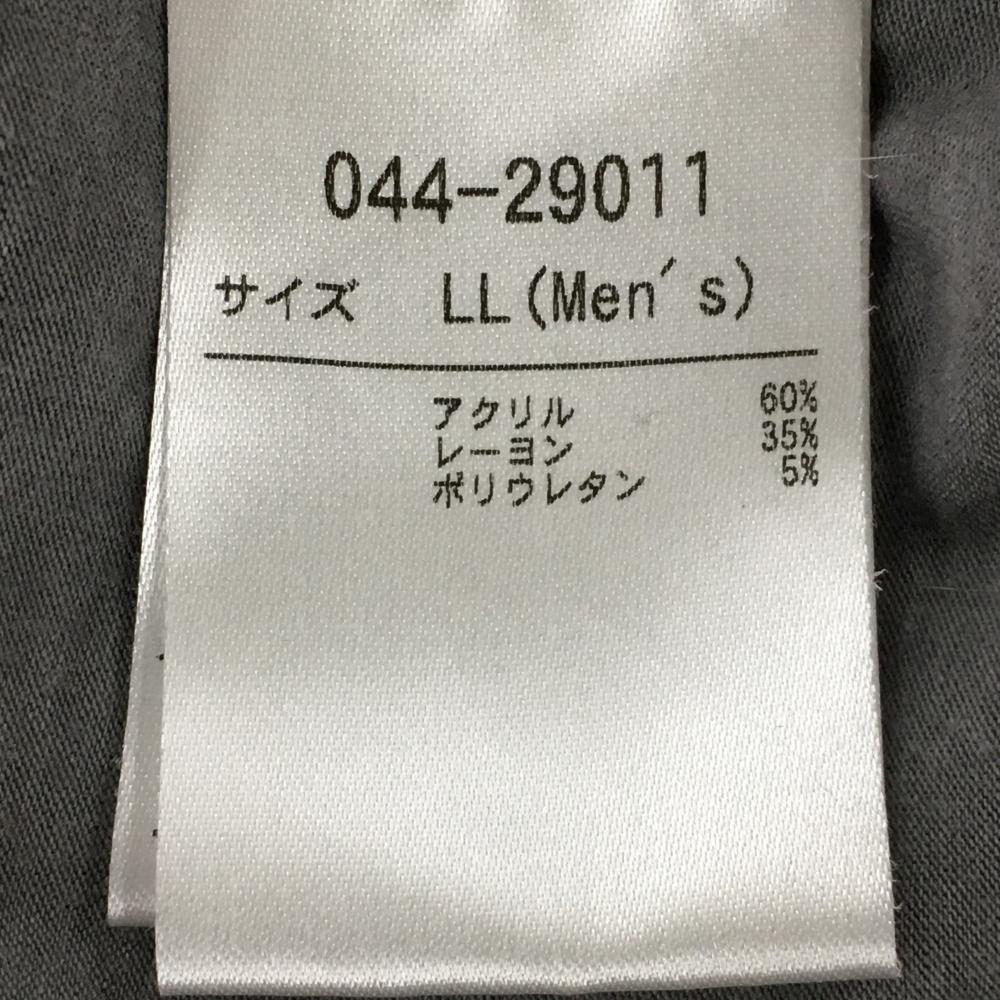 044-29011
サイズ LL(Men's)
アクリル 60%
レーヨン 35%
ポリウレタン 5%